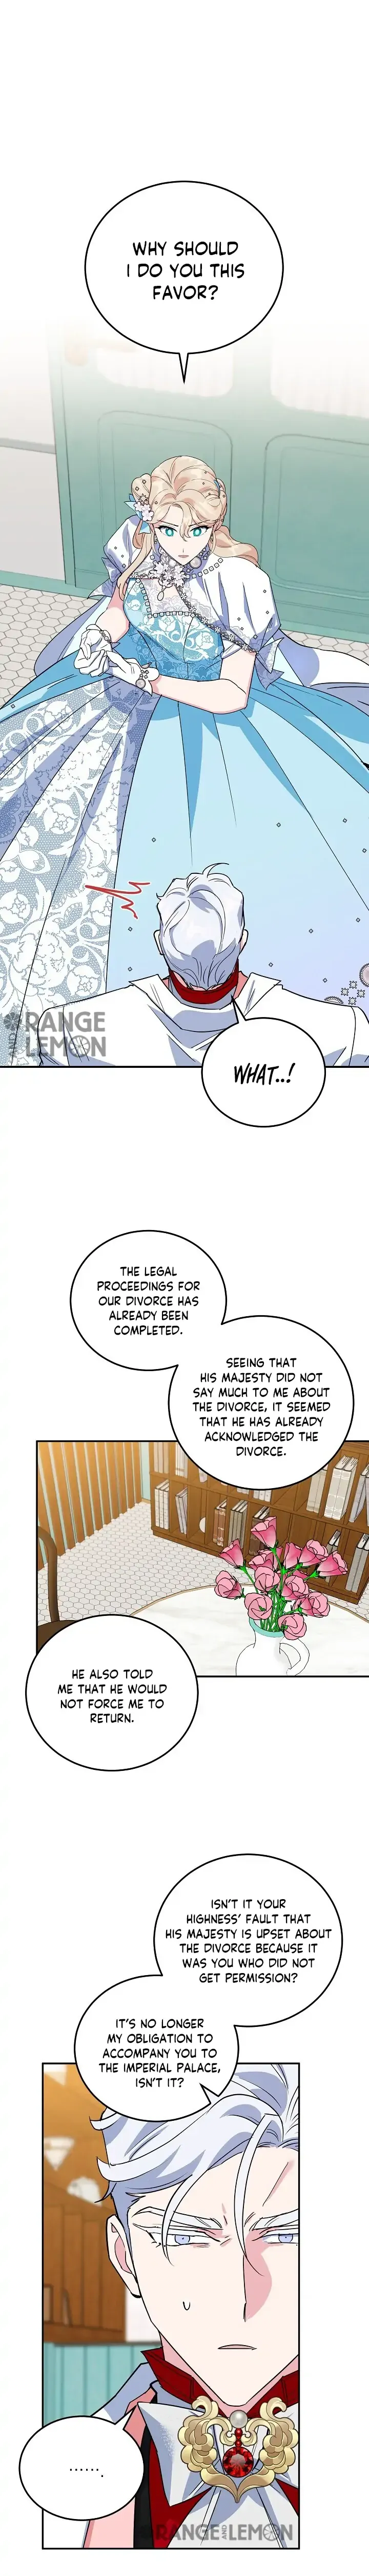 WHY SHOULD
I DO YOU THIS
FAVOR?
RANGE
AND
LEMON
WHAT..!
THE LEGAL
PROCEEDINGS FOR
OUR DIVORCE HAS
ALREADY BEEN
COMPLETED.
SEEING THAT
HIS MAJESTY DID NOT
SAY MUCH TO ME ABOUT
THE DIVORCE, IT SEEMED
THAT HE HAS ALREADY
ACKNOWLEDGED THE
DIVORCE.
HE ALSO TOLD
ME THAT HE WOULD
NOT FORCE ME TO
RETURN.
ISN'T IT YOUR
HIGHNESS' FAULT THAT
HIS MAJESTY IS UPSET ABOUT
THE DIVORCE BECAUSE IT
WAS YOU WHO DID NOT
GET PERMISSION?
IT'S NO LONGER
MY OBLIGATION TO
ACCOMPANY YOU TO
THE IMPERIAL PALACE,
ISN'T IT?
.......
RANGE AND LEMON